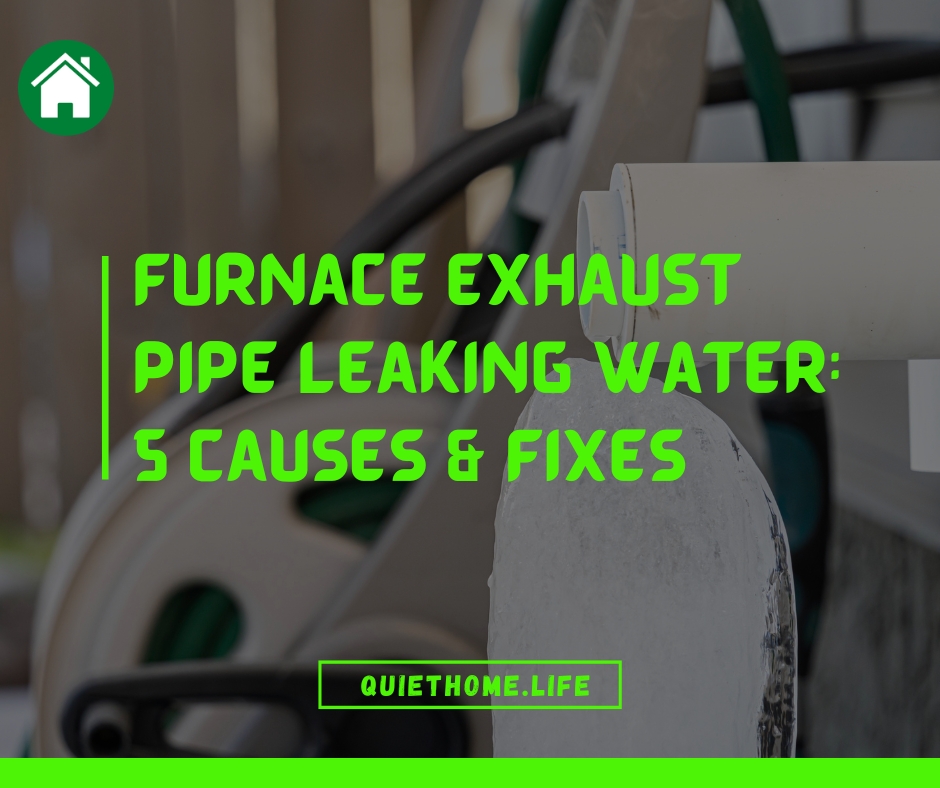 FURNACE EXHAUST
PIPE LEAKING WATER:
5 CAUSES & FIXES
QUIETHOME.LIFE